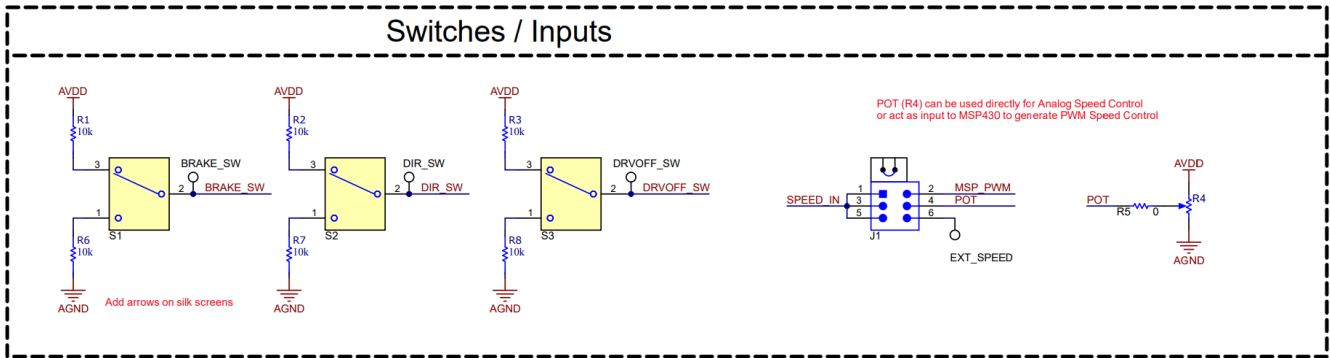 Switches / Inputs
AVDD
R1
10k
3
1
2
S1
BRAKE_SW
BRAKE_SW
R6
10k
AGND
Add arrows on silk screens
AVDD
R2
10k
3
1
2
S2
DIR_SW
DIR_SW
R7
10k
AGND
AVDD
R3
10k
3
1
2
S3
DRVOFF_SW
DRVOFF_SW
R8
10k
AGND
POT (R4) can be used directly for Analog Speed Control
or act as input to MSP430 to generate PWM Speed Control
SPEED_IN
1
3
5
2
4
6
J1
MSP_PWM
POT
EXT_SPEED
AVDD
POT
R5
0
R4
AGND